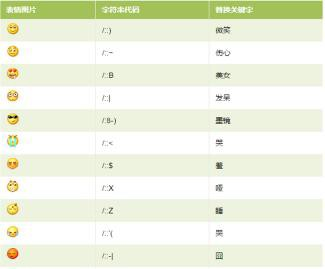 表情图片 字符串代码 替换关键字
/::) 微笑
/::~ 伤心
/::B 美女
/::| 发呆
/:8-) 墨镜
/::< 哭
/::$ 羞
/::X 哑
/::Z 睡
/::'( 哭
/::-| 囧